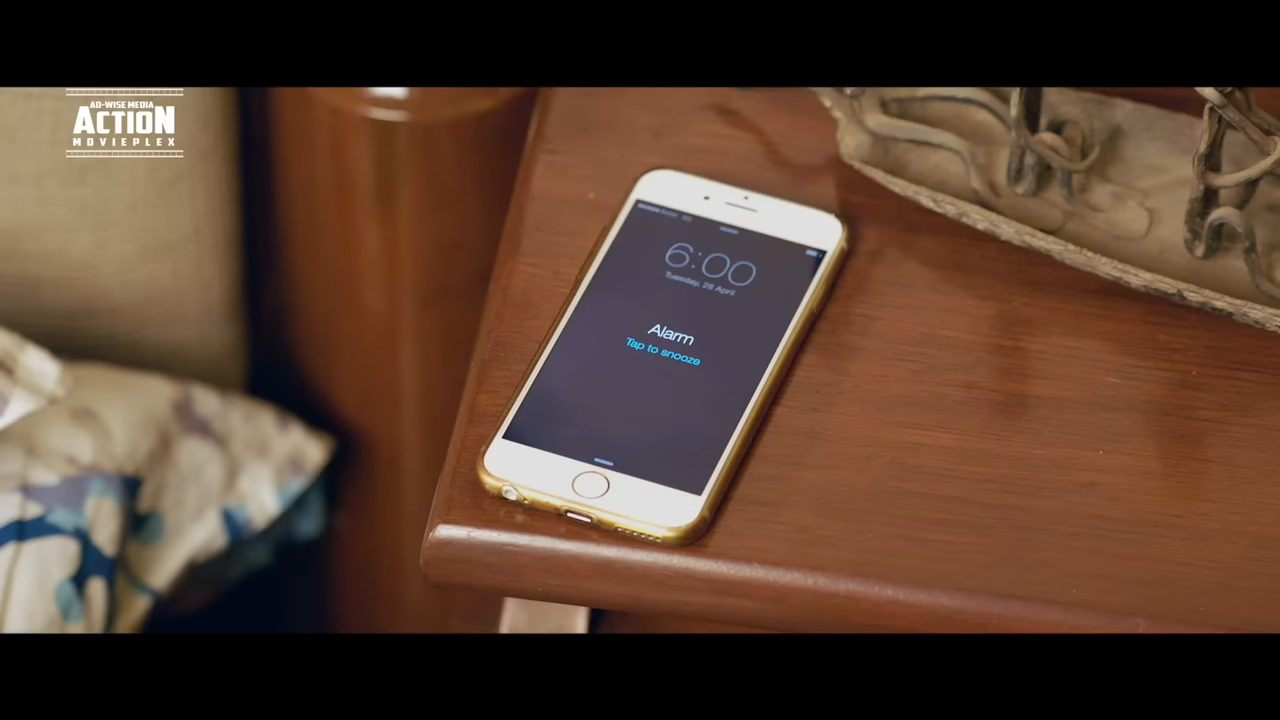 AD-WISE MEDIA
ACTION
MOVIEPLEX
6:00
Tuesday, 28 April
Alarm
Tap to snooze